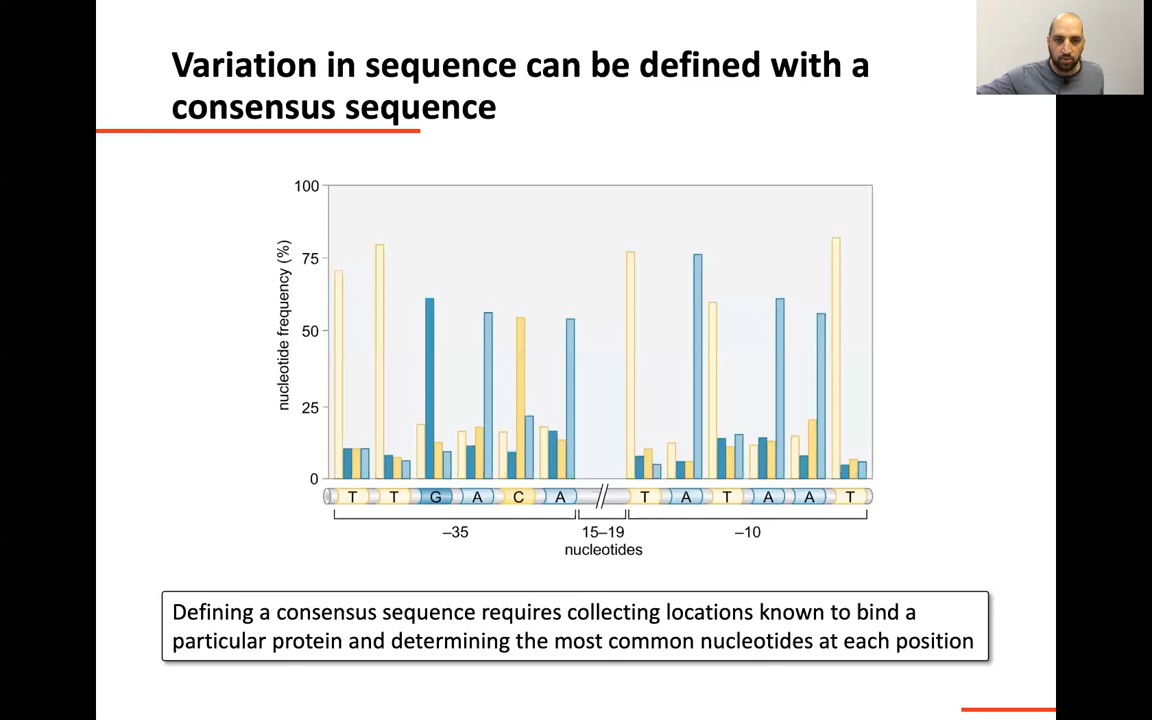 Variation in sequence can be defined with a
consensus sequence
nucleotide frequency (%)
100
75
50
25
0
T T G A C A // T A T A A T
–35 15–19 –10
nucleotides
Defining a consensus sequence requires collecting locations known to bind a
particular protein and determining the most common nucleotides at each position